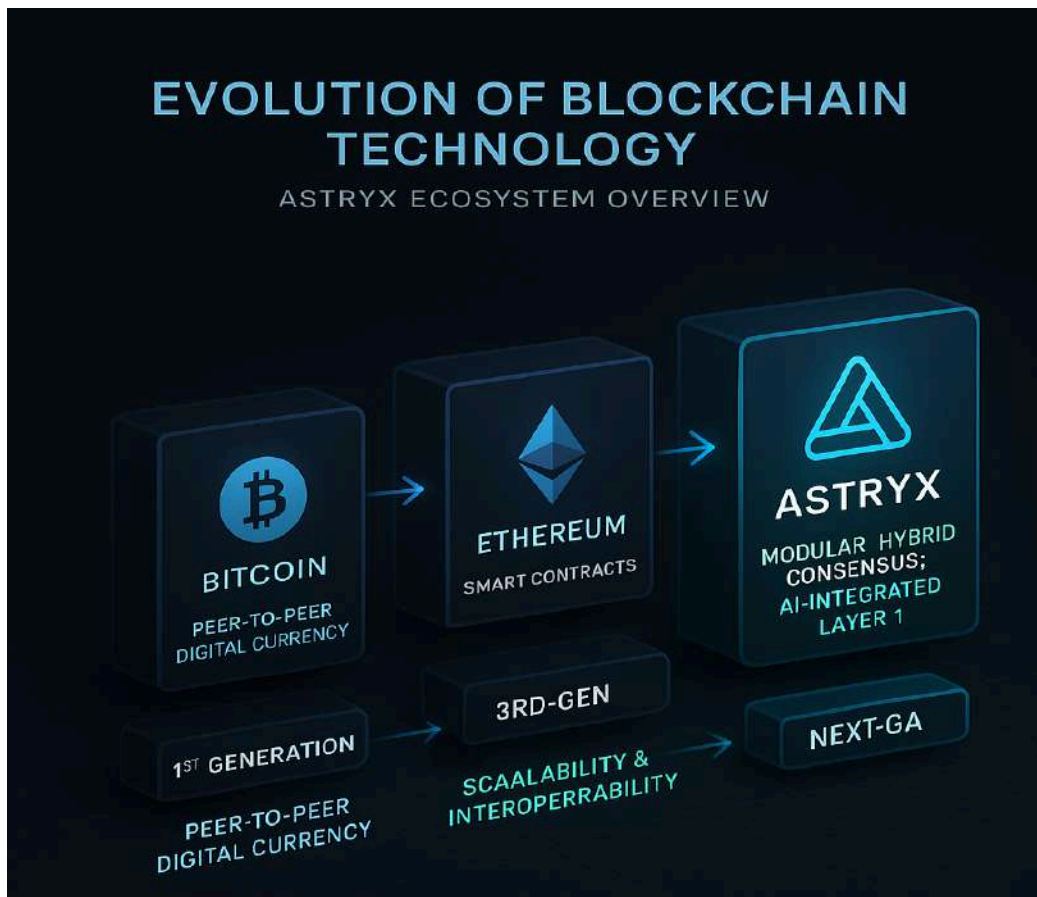 EVOLUTION OF BLOCKCHAIN
TECHNOLOGY
ASTRYX ECOSYSTEM OVERVIEW
BITCOIN
PEER-TO-PEER
DIGITAL CURRENCY
ETHEREUM
SMART CONTRACTS
ASTRYX
MODULAR HYBRID
CONSENSUS;
AI-INTEGRATED
LAYER 1
1ST GENERATION
PEER-TO-PEER
DIGITAL CURRENCY
3RD-GEN
SCAALABILITY &
INTEROPERRABILITY
NEXT-GA